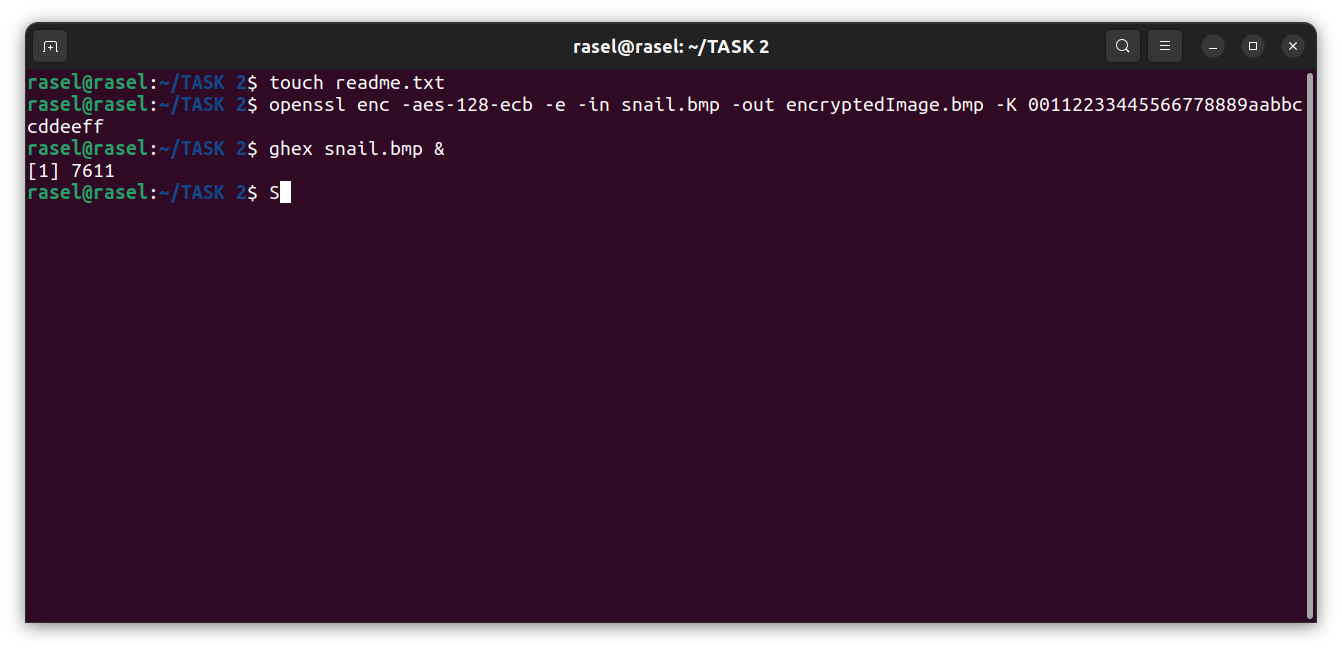 rasel@rasel: ~/TASK 2
rasel@rasel:~/TASK 2$ touch readme.txt
rasel@rasel:~/TASK 2$ openssl enc -aes-128-ecb -e -in snail.bmp -out encryptedImage.bmp -K 00112233445566778889aabbc
cddeeff
rasel@rasel:~/TASK 2$ ghex snail.bmp &
[1] 7611
rasel@rasel:~/TASK 2$ S